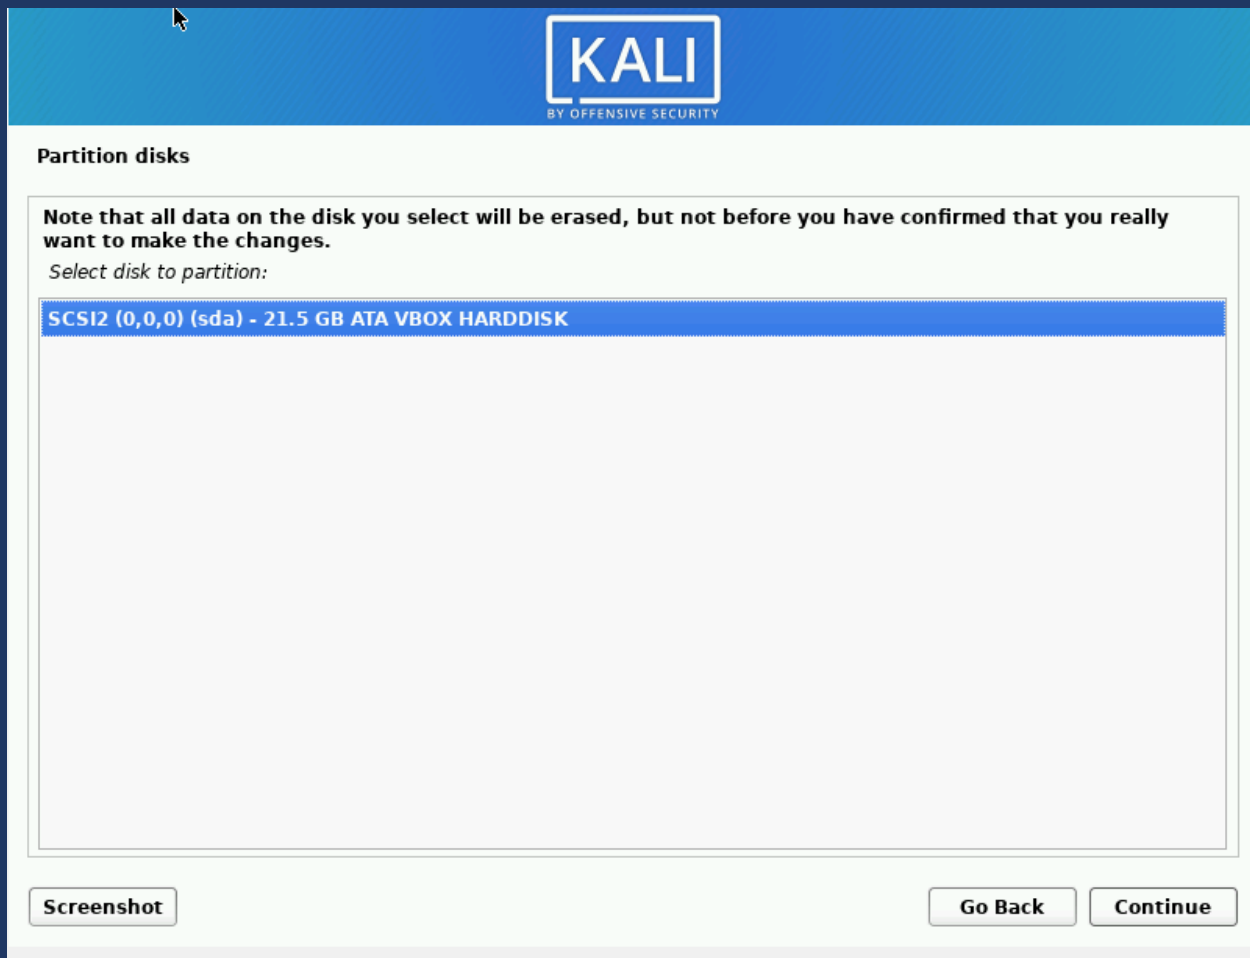 KALI
BY OFFENSIVE SECURITY
Partition disks
Note that all data on the disk you select will be erased, but not before you have confirmed that you really
want to make the changes.
Select disk to partition:
SCSI2 (0,0,0) (sda) - 21.5 GB ATA VBOX HARDDISK
Screenshot
Go Back
Continue